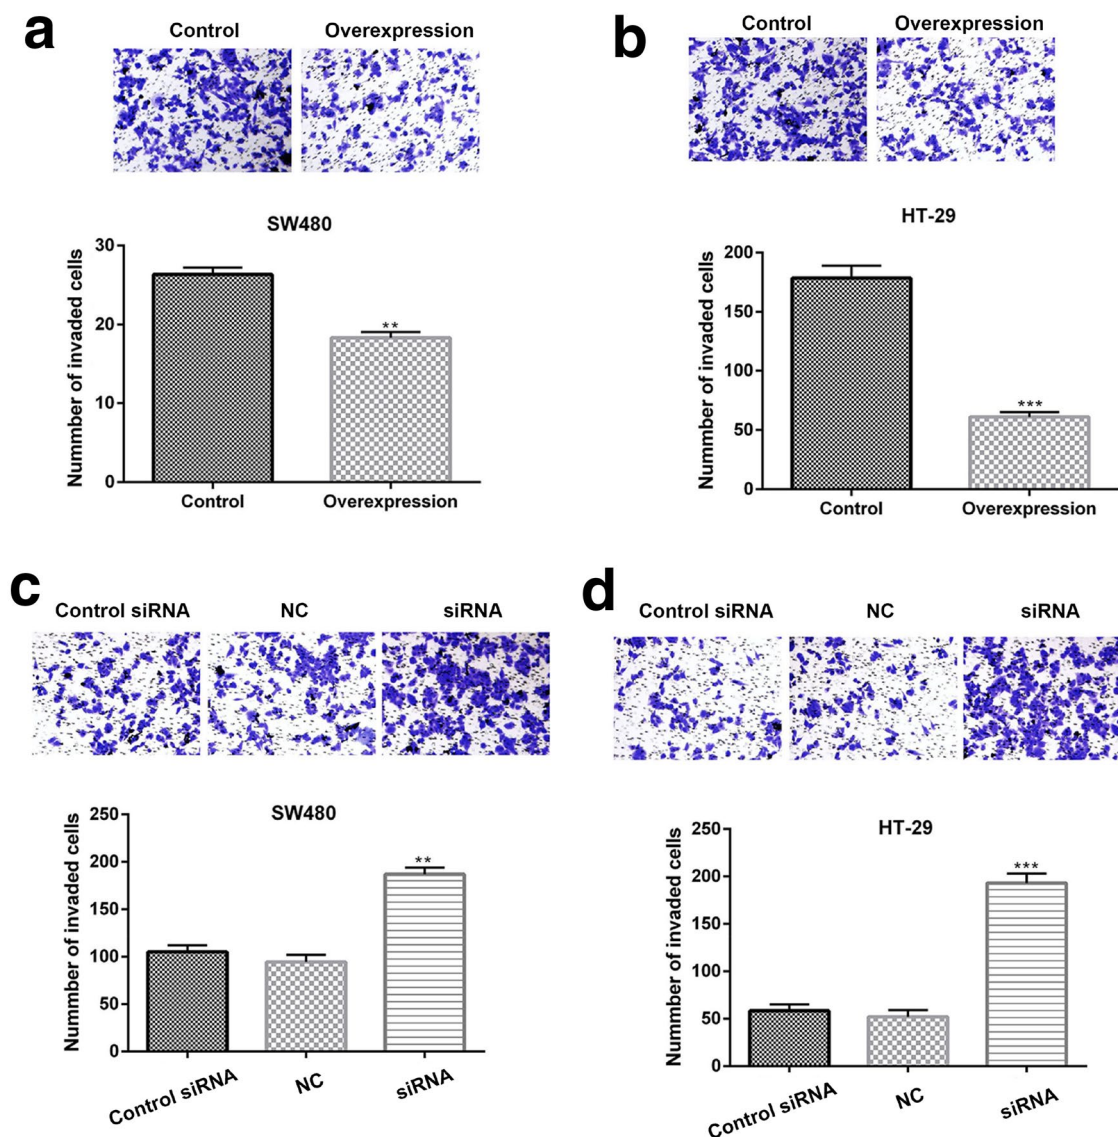 a
Control
Overexpression
SW480
Nummber of invaded cells
30
20
10
0
**
Control
Overexpression
b
Control
Overexpression
HT-29
Nummber of invaded cells
200
150
100
50
0
***
Control
Overexpression
c
Control siRNA
NC
siRNA
SW480
Nummber of invaded cells
250
200
150
100
50
0
**
Control siRNA
NC
siRNA
d
Control siRNA
NC
siRNA
HT-29
Nummber of invaded cells
250
200
150
100
50
0
***
Control siRNA
NC
siRNA